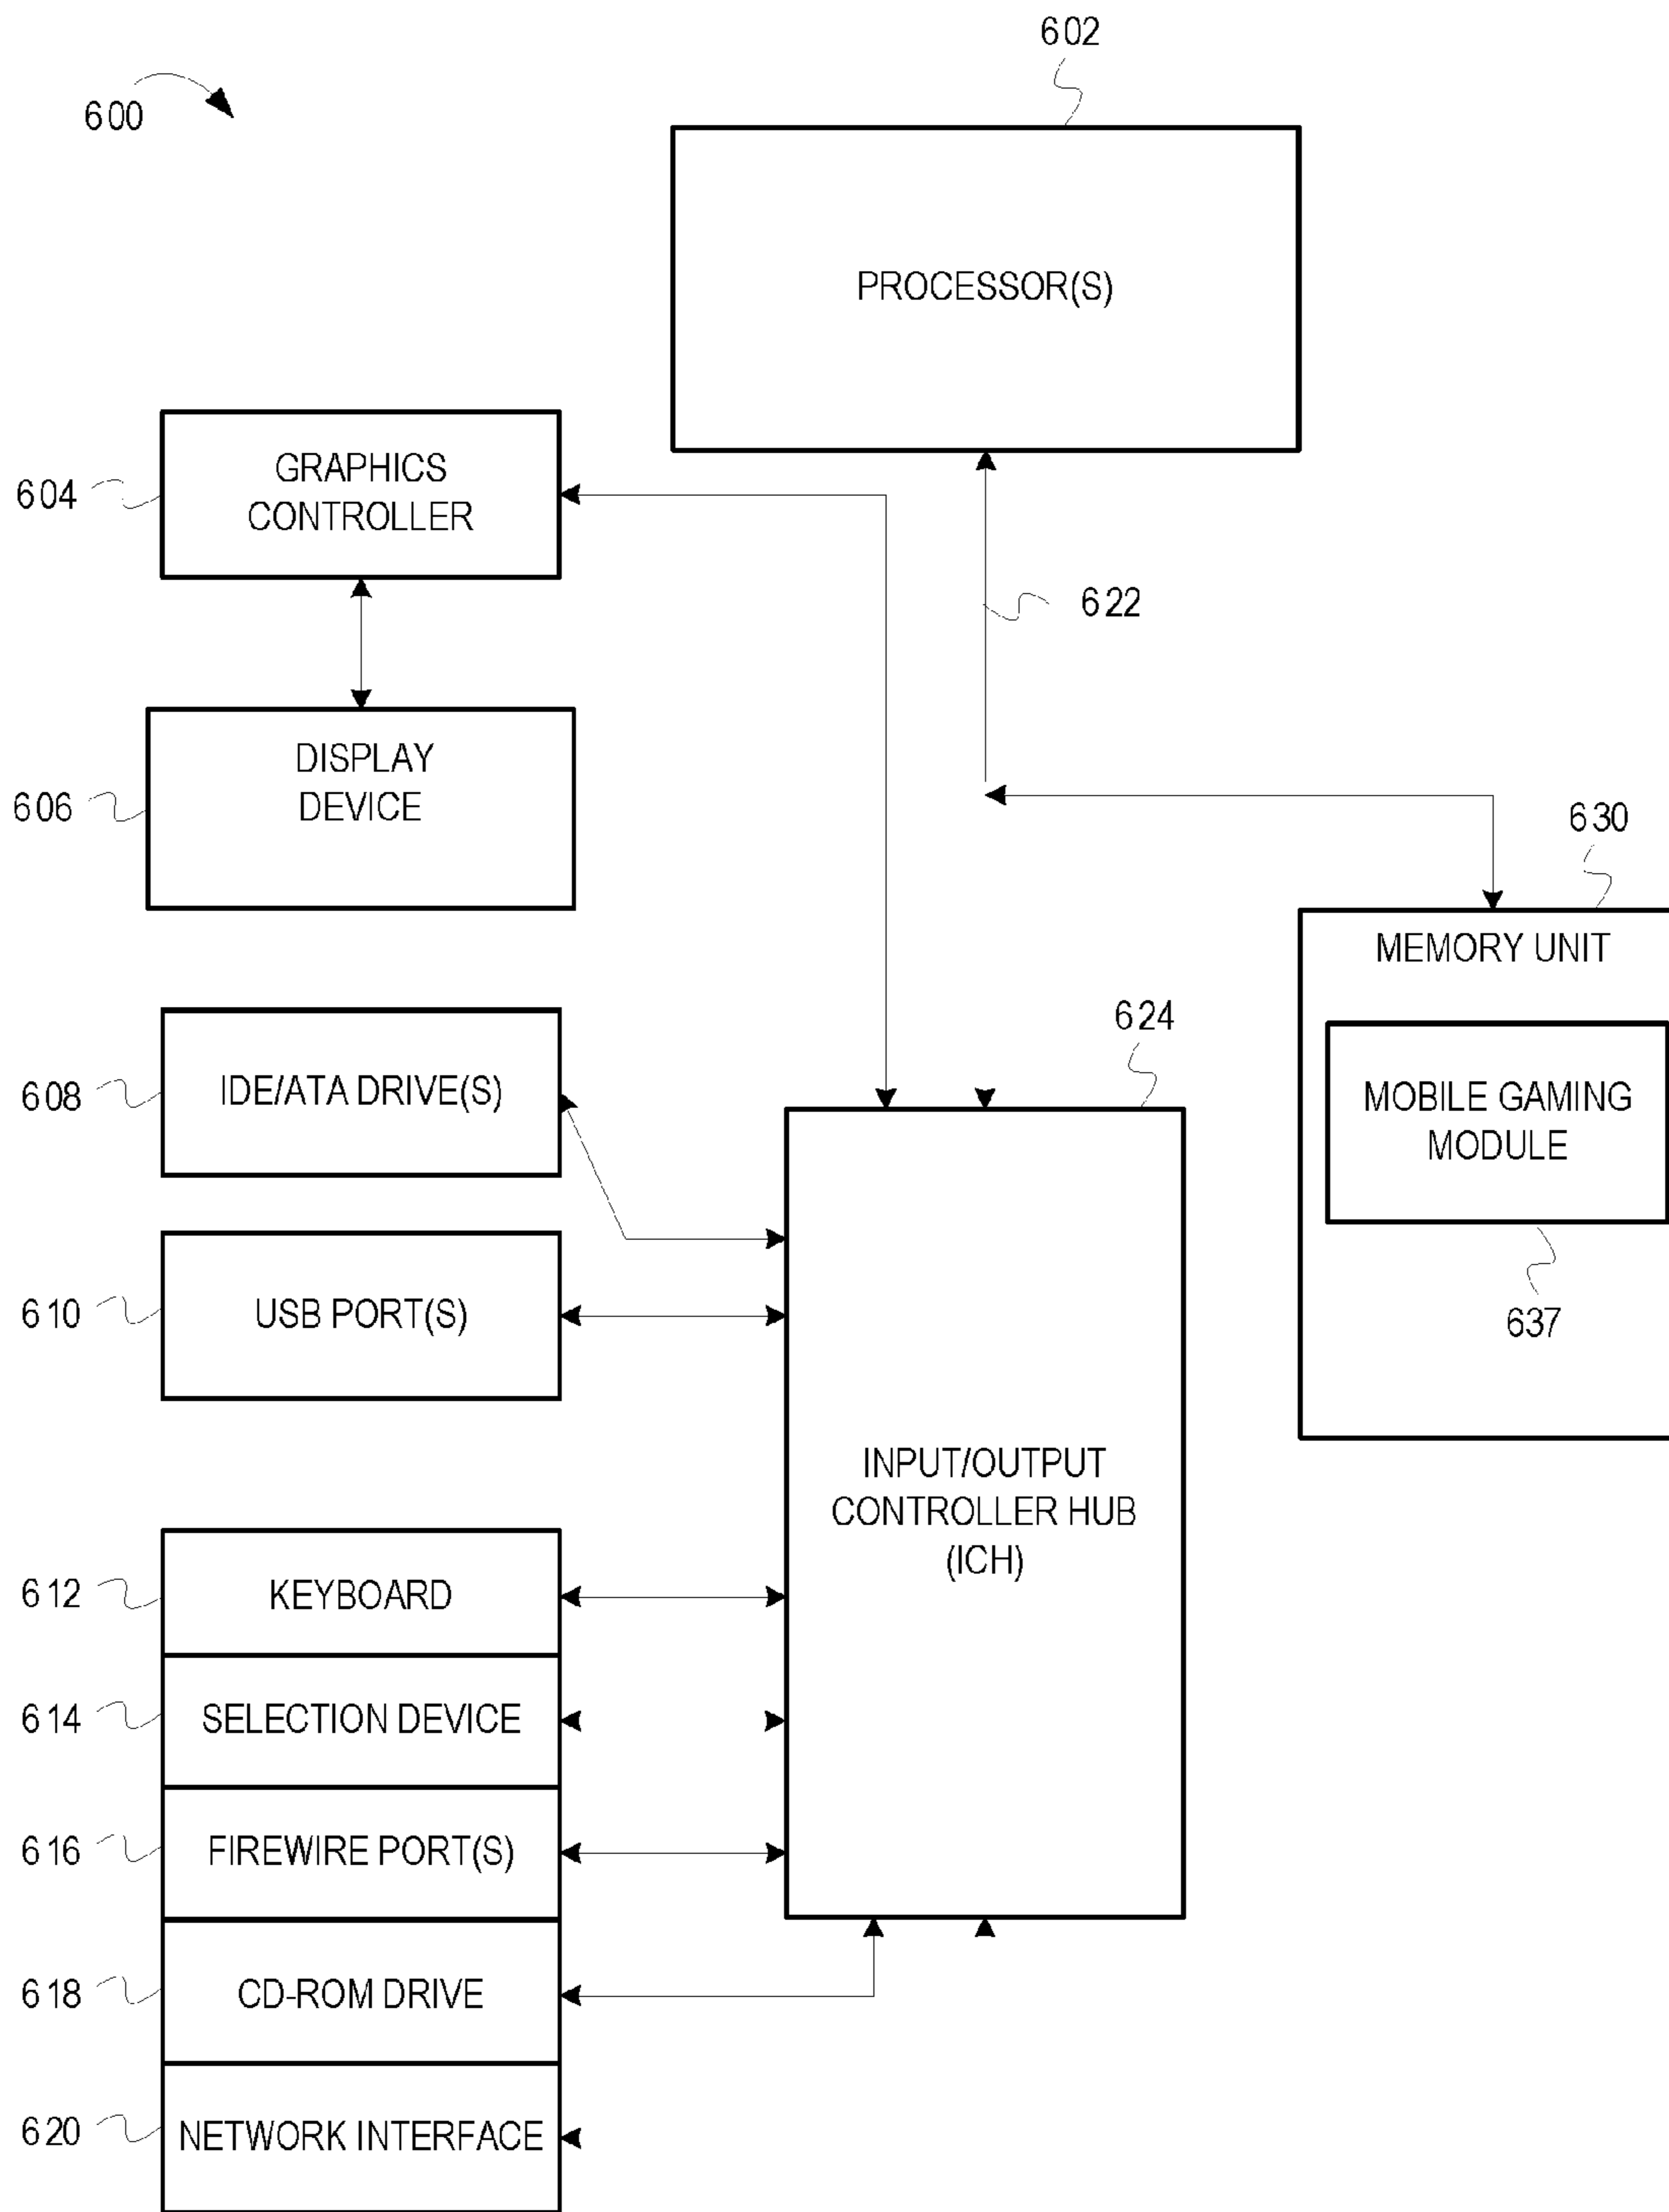 602
600
PROCESSOR(S)
GRAPHICS
CONTROLLER
604
622
DISPLAY
DEVICE
606
630
MEMORY UNIT
624
IDE/ATA DRIVE(S)
608
MOBILE GAMING
MODULE
USB PORT(S)
610
637
INPUT/OUTPUT
CONTROLLER HUB
(ICH)
KEYBOARD
612
SELECTION DEVICE
614
FIREWIRE PORT(S)
616
CD-ROM DRIVE
618
NETWORK INTERFACE
620